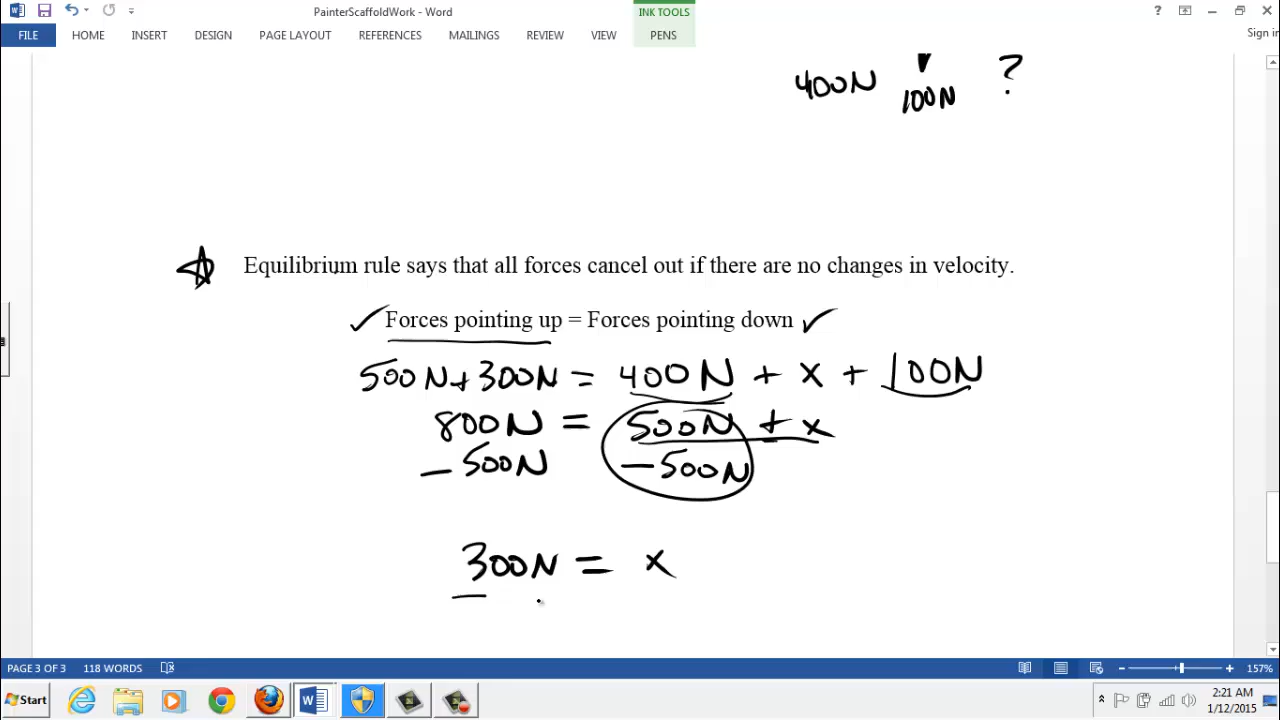 PainterScaffoldWork - Word
INK TOOLS
?
FILE HOME INSERT DESIGN PAGE LAYOUT REFERENCES MAILINGS REVIEW VIEW PENS
Sign in
400N 100N ?
Equilibrium rule says that all forces cancel out if there are no changes in velocity.
Forces pointing up = Forces pointing down
500N + 300N = 400N + x + 100N
800N = 500N + x
- 500N - 500N
300N = x
PAGE 3 OF 3 118 WORDS
- + 157%
Start
2:21 AM
1/12/2015